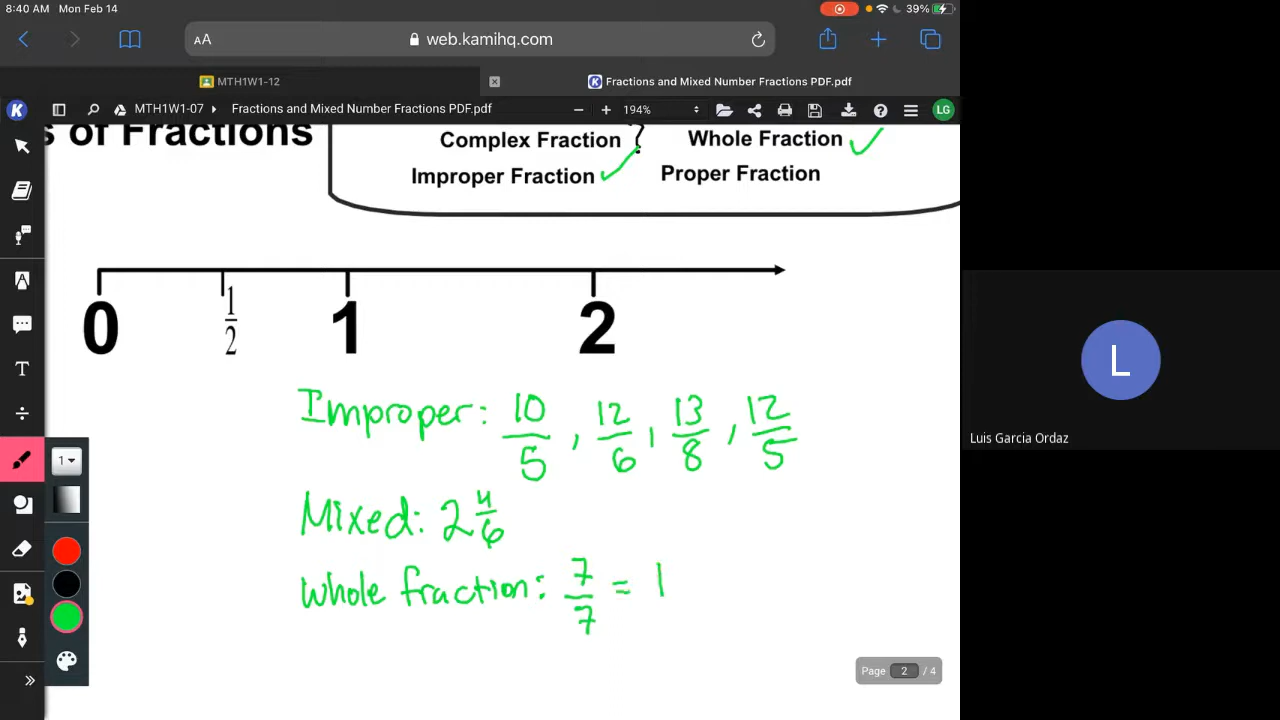 8:40 AM Mon Feb 14
39%
AA web.kamihq.com
MTH1W1-12
K Fractions and Mixed Number Fractions PDF.pdf
K MTH1W1-07 Fractions and Mixed Number Fractions PDF.pdf 194% LG
s of Fractions
Complex Fraction ? Whole Fraction ✓
Improper Fraction ✓ Proper Fraction
0 1/2 1 2
Improper: 10/5, 12/6, 13/8, 12/5
Mixed: 2 4/6
Whole fraction: 7/7 = 1
T
1
Page 2 / 4
L
Luis Garcia Ordaz